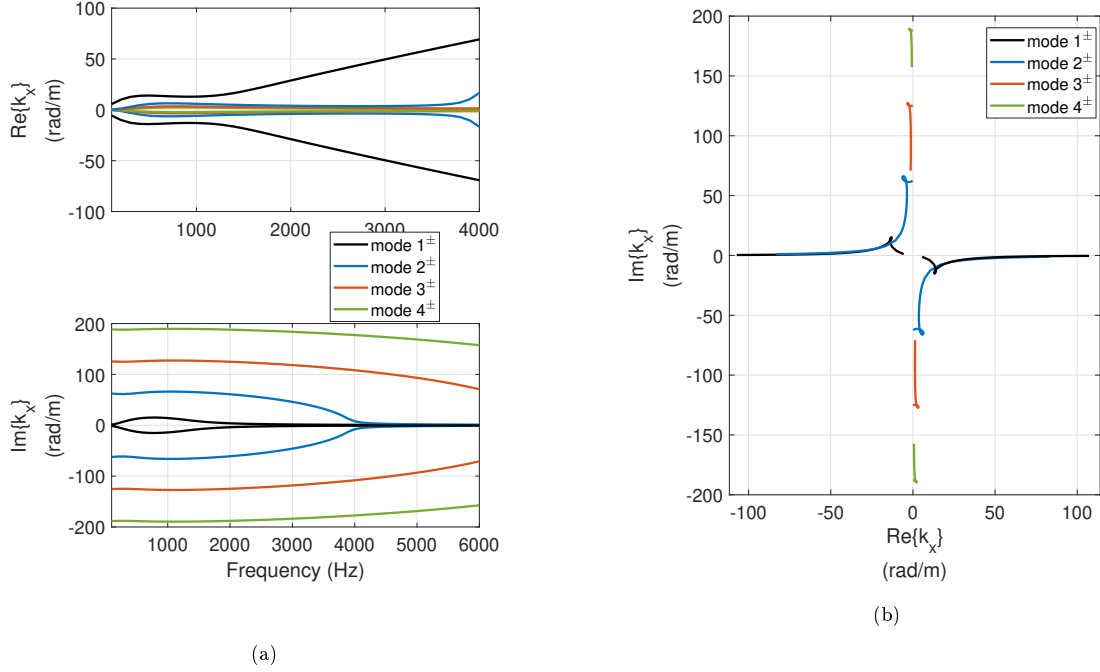 100
50
0
-50
-100
Re{k_x}
(rad/m)
1000 2000 3000 4000
mode 1^±
mode 2^±
mode 3^±
mode 4^±
200
100
0
-100
-200
Im{k_x}
(rad/m)
1000 2000 3000 4000 5000 6000
Frequency (Hz)
(a)
200
150
100
50
0
-50
-100
-150
-200
Im{k_x}
(rad/m)
mode 1^±
mode 2^±
mode 3^±
mode 4^±
-100 -50 0 50 100
Re{k_x}
(rad/m)
(b)